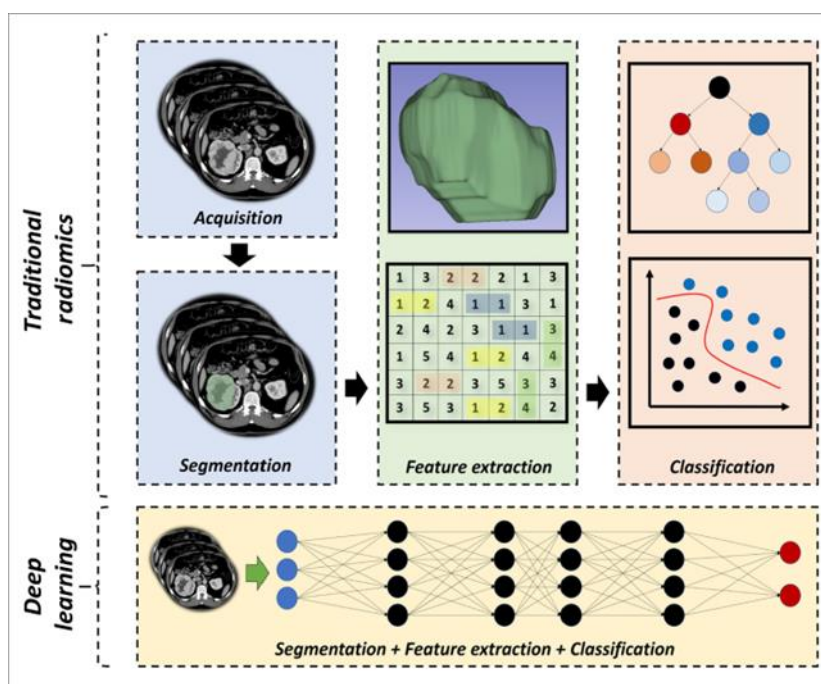 Traditional
radiomics
Acquisition
Segmentation
1 3 2 2 2 1 3
1 2 4 1 1 3 1
2 4 2 3 1 1 3
1 5 4 1 2 4 4
3 2 2 3 5 3 3
3 5 3 1 2 4 2
Feature extraction
Classification
Deep
learning
Segmentation + Feature extraction + Classification